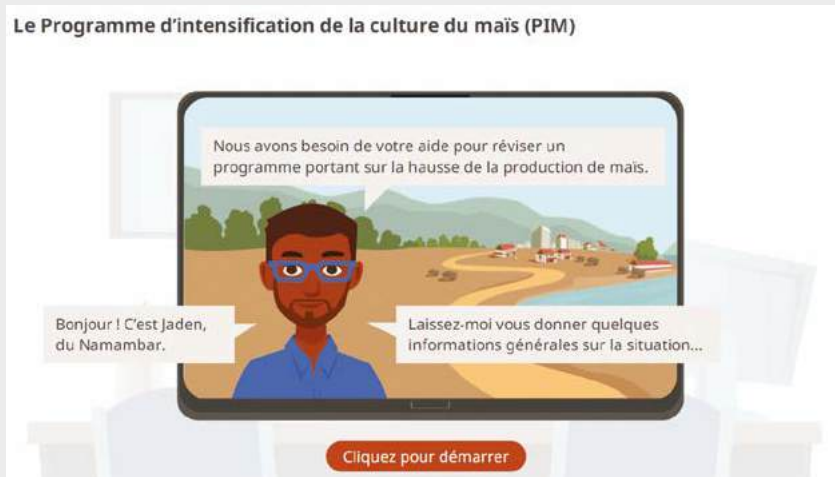 Le Programme d'intensification de la culture du maïs (PIM)
Nous avons besoin de votre aide pour réviser un
programme portant sur la hausse de la production de maïs.
Bonjour ! C'est Jaden,
du Namambar.
Laissez-moi vous donner quelques
informations générales sur la situation...
Cliquez pour démarrer